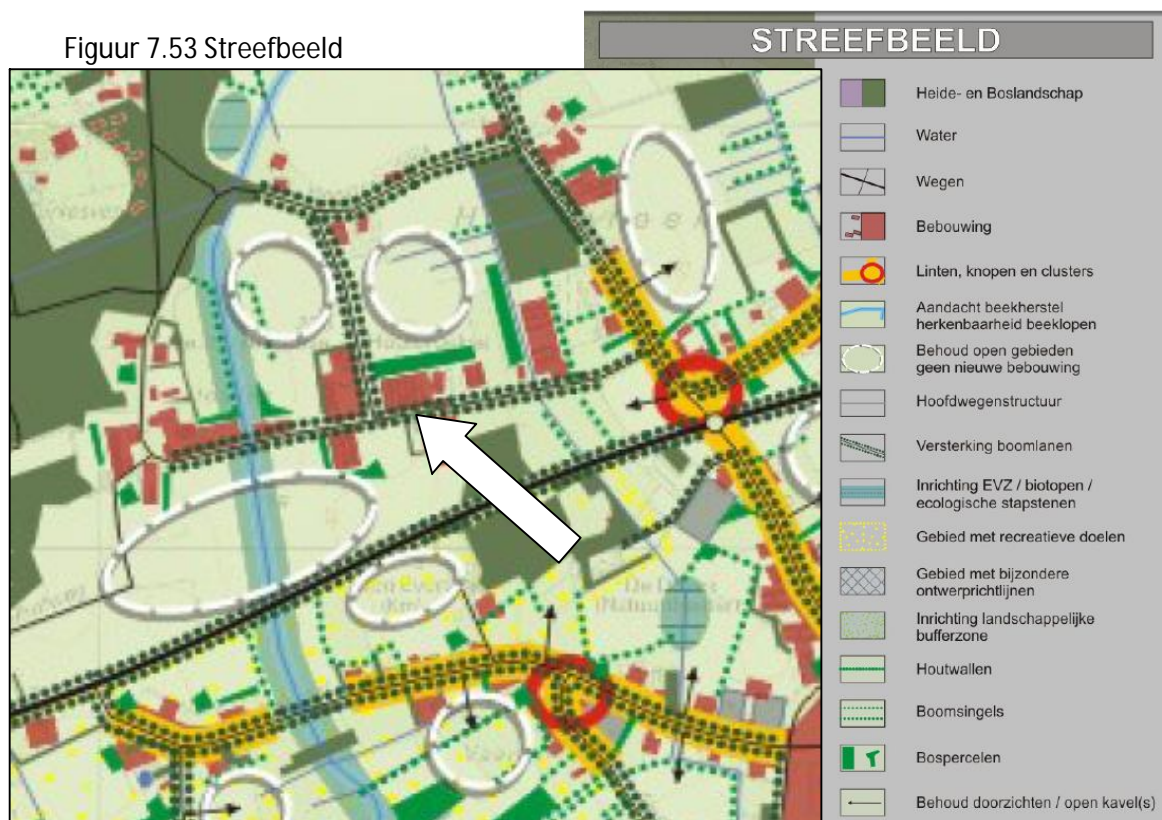 Figuur 7.53 Streefbeeld
STREEFBEELD
Heide- en Boslandschap
Water
Wegen
Bebouwing
Linten, knopen en clusters
Aandacht beekherstel
herkenbaarheid beeklopen
Behoud open gebieden
geen nieuwe bebouwing
Hoofdwegenstructuur
Versterking boomlanen
Inrichting EVZ / biotopen /
ecologische stapstenen
Gebied met recreatieve doelen
Gebied met bijzondere
ontwerprichtlijnen
Inrichting landschappelijke
bufferzone
Houtwallen
Boomsingels
Bospercelen
Behoud doorzichten / open kavel(s)